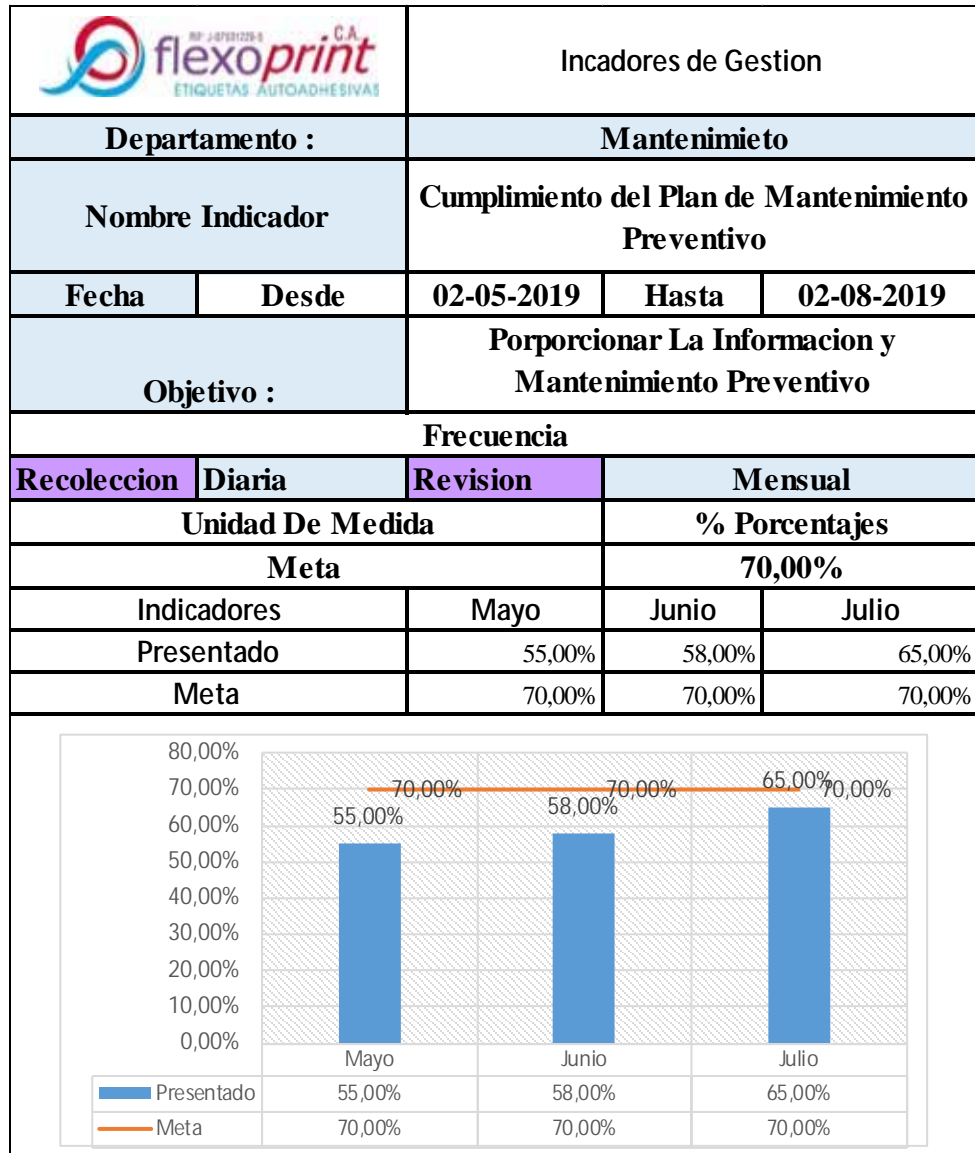 C.A.
flexoprint
ETIQUETAS AUTOADHESIVAS
Incadores de Gestion
Departamento :
Mantenimieto
Nombre Indicador
Cumplimiento del Plan de Mantenimiento
Preventivo
Fecha Desde 02-05-2019 Hasta 02-08-2019
Objetivo :
Porporcionar La Informacion y
Mantenimiento Preventivo
Frecuencia
Recoleccion Diaria Revision Mensual
Unidad De Medida % Porcentajes
Meta 70,00%
Indicadores Mayo Junio Julio
Presentado 55,00% 58,00% 65,00%
Meta 70,00% 70,00% 70,00%
80,00%
70,00%
60,00%
50,00%
40,00%
30,00%
20,00%
10,00%
0,00%
55,00% 58,00% 65,00%
70,00% 70,00% 70,00%
Mayo Junio Julio
Presentado 55,00% 58,00% 65,00%
Meta 70,00% 70,00% 70,00%